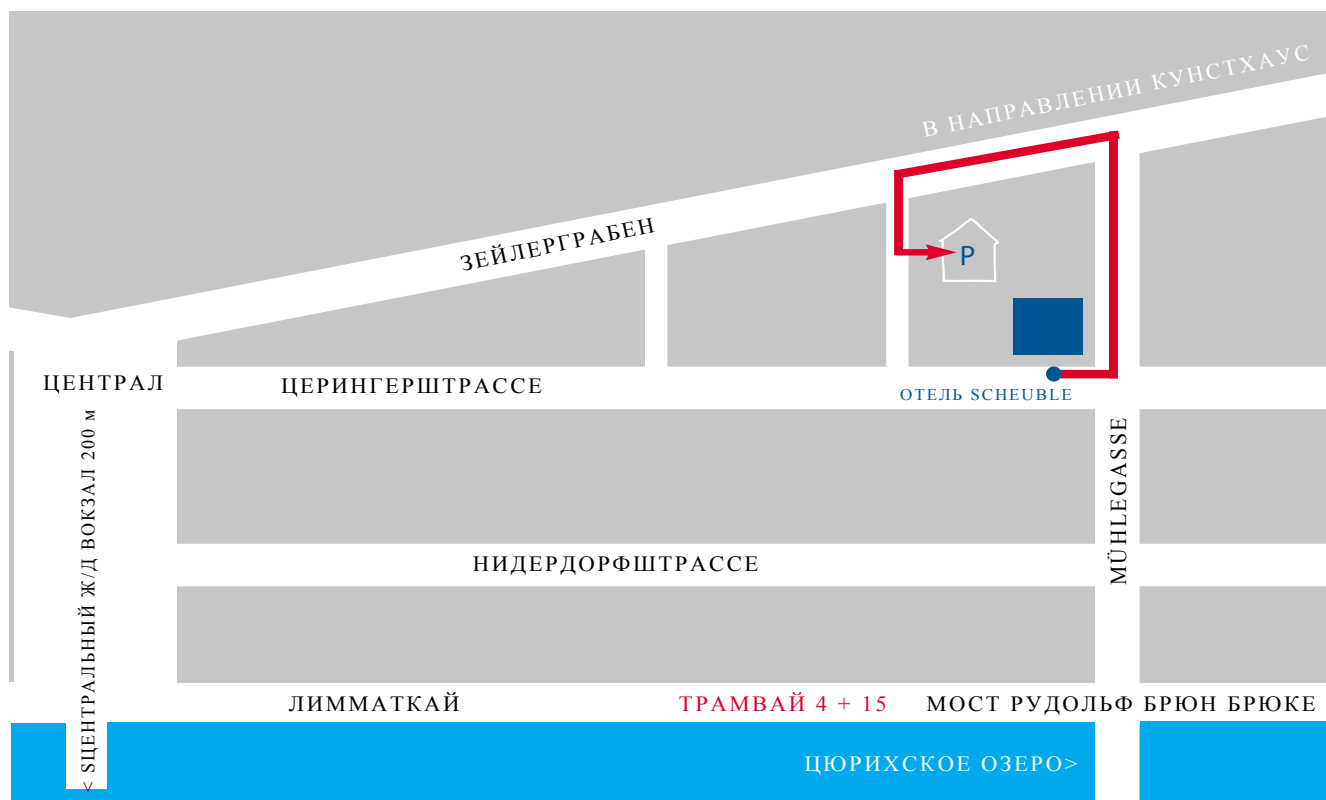 В НАПРАВЛЕНИИ КУНСТХАУС
ЗЕЙЛЕРГРАБЕН
P
ЦЕНТРАЛ
ЦЕРИНГЕРШТРАССЕ
ОТЕЛЬ SCHEUBLE
< SЦЕНТРАЛЬНЫЙ Ж/Д ВОКЗАЛ 200 м
MÜHLEGASSE
НИДЕРДОРФШТРАССЕ
ЛИММАТКАЙ
ТРАМВАЙ 4 + 15
МОСТ РУДОЛЬФ БРЮН БРЮКЕ
ЦЮРИХСКОЕ ОЗЕРО>